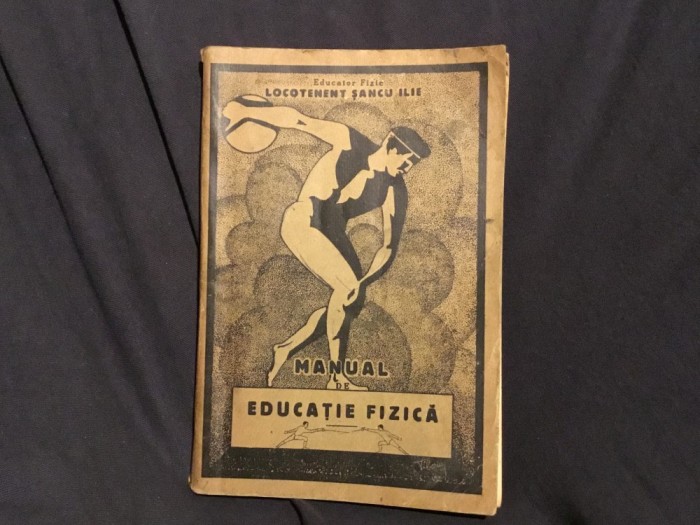 Educator Fizic
LOCOTENENT ŞANCU ILIE
MANUAL
DE
EDUCAŢIE FIZICĂ